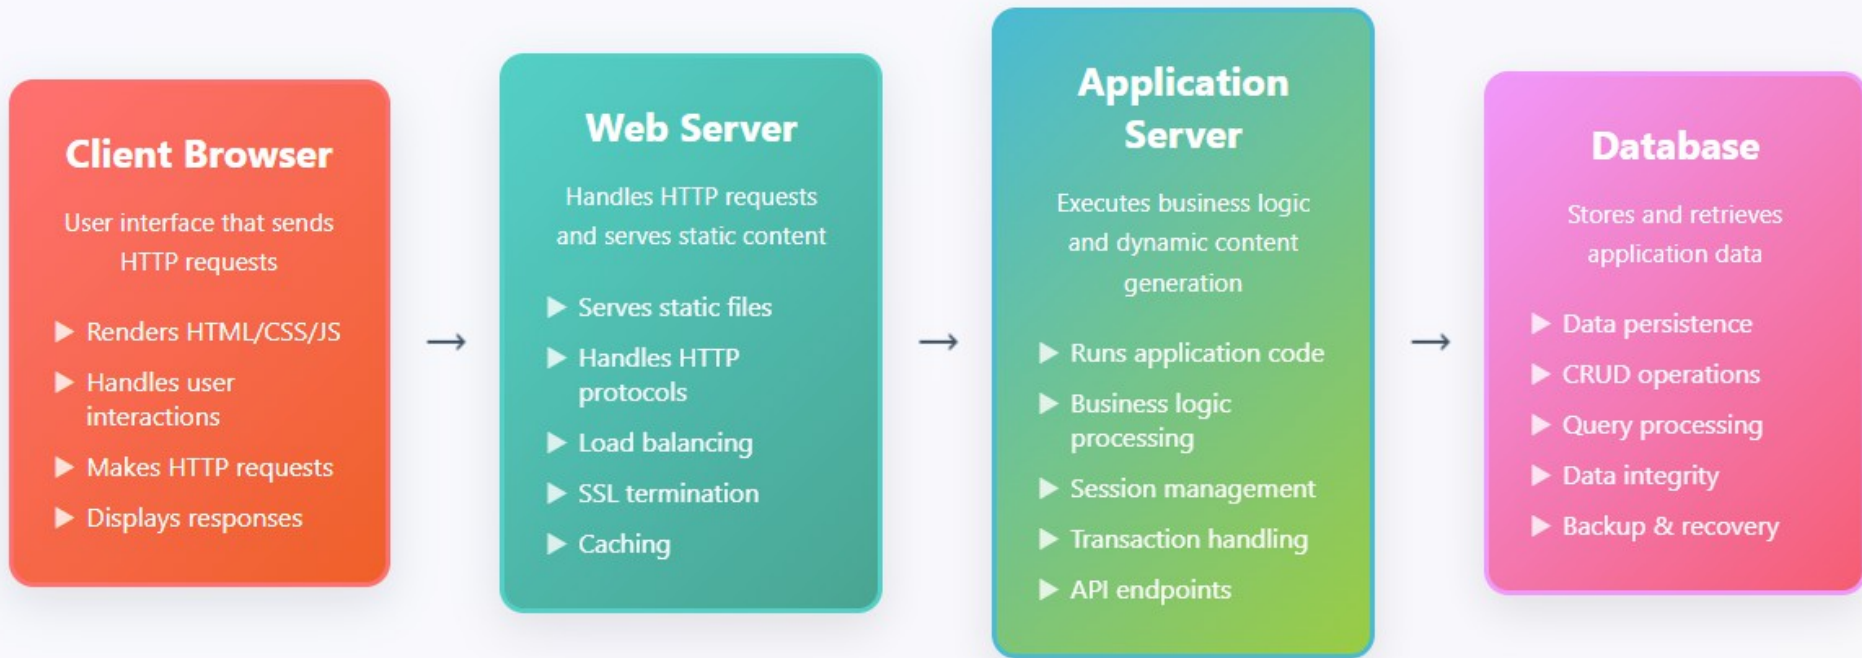 Client Browser
User interface that sends
HTTP requests
▶ Renders HTML/CSS/JS
▶ Handles user
interactions
▶ Makes HTTP requests
▶ Displays responses
→
Web Server
Handles HTTP requests
and serves static content
▶ Serves static files
▶ Handles HTTP
protocols
▶ Load balancing
▶ SSL termination
▶ Caching
→
Application
Server
Executes business logic
and dynamic content
generation
▶ Runs application code
▶ Business logic
processing
▶ Session management
▶ Transaction handling
▶ API endpoints
→
Database
Stores and retrieves
application data
▶ Data persistence
▶ CRUD operations
▶ Query processing
▶ Data integrity
▶ Backup & recovery